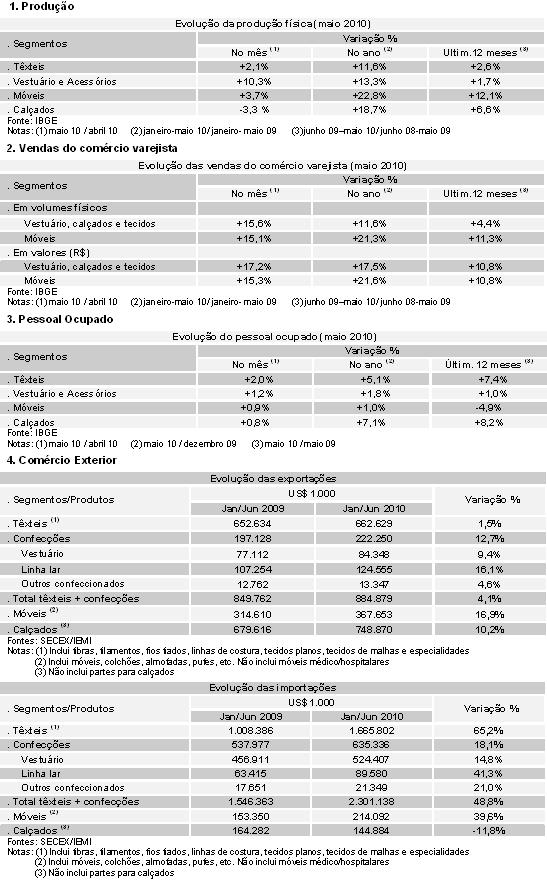 1. Produção
Evolução da produção física (maio 2010)
. Segmentos
Variação %
No mês (1) No ano (2) Ultim.12 meses (3)
. Têxteis +2,1% +11,6% +2,6%
. Vestuário e Acessórios +10,3% +13,3% +1,7%
. Móveis +3,7% +22,8% +12,1%
. Calçados -3,3 % +18,7% +6,6%
Fonte: IBGE
Notas: (1) maio 10 / abril 10 (2) janeiro-maio 10/ janeiro- maio 09 (3) junho 09–maio 10/ junho 08-maio 09
2. Vendas do comércio varejista
Evolução das vendas do comércio varejista (maio 2010)
. Segmentos
Variação %
No mês (1) No ano (2) Ultim.12 meses (3)
. Em volumes físicos
Vestuário, calçados e tecidos +15,6% +11,6% +4,4%
Móveis +15,1% +21,3% +11,3%
. Em valores (R$)
Vestuário, calçados e tecidos +17,2% +17,5% +10,8%
Móveis +15,3% +21,6% +10,8%
Fonte: IBGE
Notas: (1) maio 10 / abril 10 (2) janeiro-maio 10/ janeiro- maio 09 (3) junho 09–maio 10/ junho 08-maio 09
3. Pessoal Ocupado
Evolução do pessoal ocupado (maio 2010)
. Segmentos
Variação %
No mês (1) No ano (2) Últim. 12 meses (3)
. Têxteis +2,0% +5,1% +7,4%
. Vestuário e Acessórios +1,2% +1,8% +1,0%
. Móveis +0,9% +1,0% -4,9%
. Calçados +0,8% +7,1% +8,2%
Fonte: IBGE
Notas: (1) maio 10 / abril 10 (2) maio 10 / dezembro 09 (3) maio 10 / maio 09
4. Comércio Exterior
Evolução das exportações
. Segmentos/Produtos
US$ 1.000
Variação %
Jan/Jun 2009 Jan/Jun 2010
. Têxteis (1) 652.634 662.629 1,5%
. Confecções 197.128 222.250 12,7%
Vestuário 77.112 84.348 9,4%
Linha lar 107.254 124.555 16,1%
Outros confeccionados 12.762 13.347 4,6%
. Total têxteis + confecções 849.762 884.879 4,1%
. Móveis (2) 314.610 367.653 16,9%
. Calçados (3) 679.616 748.870 10,2%
Fontes: SECEX/IEMI
Notas: (1) Inclui fibras, filamentos, fios fiados, linhas de costura, tecidos planos, tecidos de malhas e especialidades
(2) Inclui móveis, colchões, almofadas, pufes, etc. Não inclui móveis médico/hospitalares
(3) Não inclui partes para calçados
Evolução das importações
. Segmentos/Produtos
US$ 1.000
Variação %
Jan/Jun 2009 Jan/Jun 2010
. Têxteis (1) 1.008.386 1.665.802 65,2%
. Confecções 537.977 635.336 18,1%
Vestuário 456.911 524.407 14,8%
Linha lar 63.415 89.580 41,3%
Outros confeccionados 17.651 21.349 21,0%
. Total têxteis + confecções 1.546.363 2.301.138 48,8%
. Móveis (2) 153.350 214.092 39,6%
. Calçados (3) 164.282 144.884 -11,8%
Fontes: SECEX/IEMI
Notas: (1) Inclui fibras, filamentos, fios fiados, linhas de costura, tecidos planos, tecidos de malhas e especialidades
(2) Inclui móveis, colchões, almofadas, pufes, etc. Não inclui móveis médico/hospitalares
(3) Não inclui partes para calçados